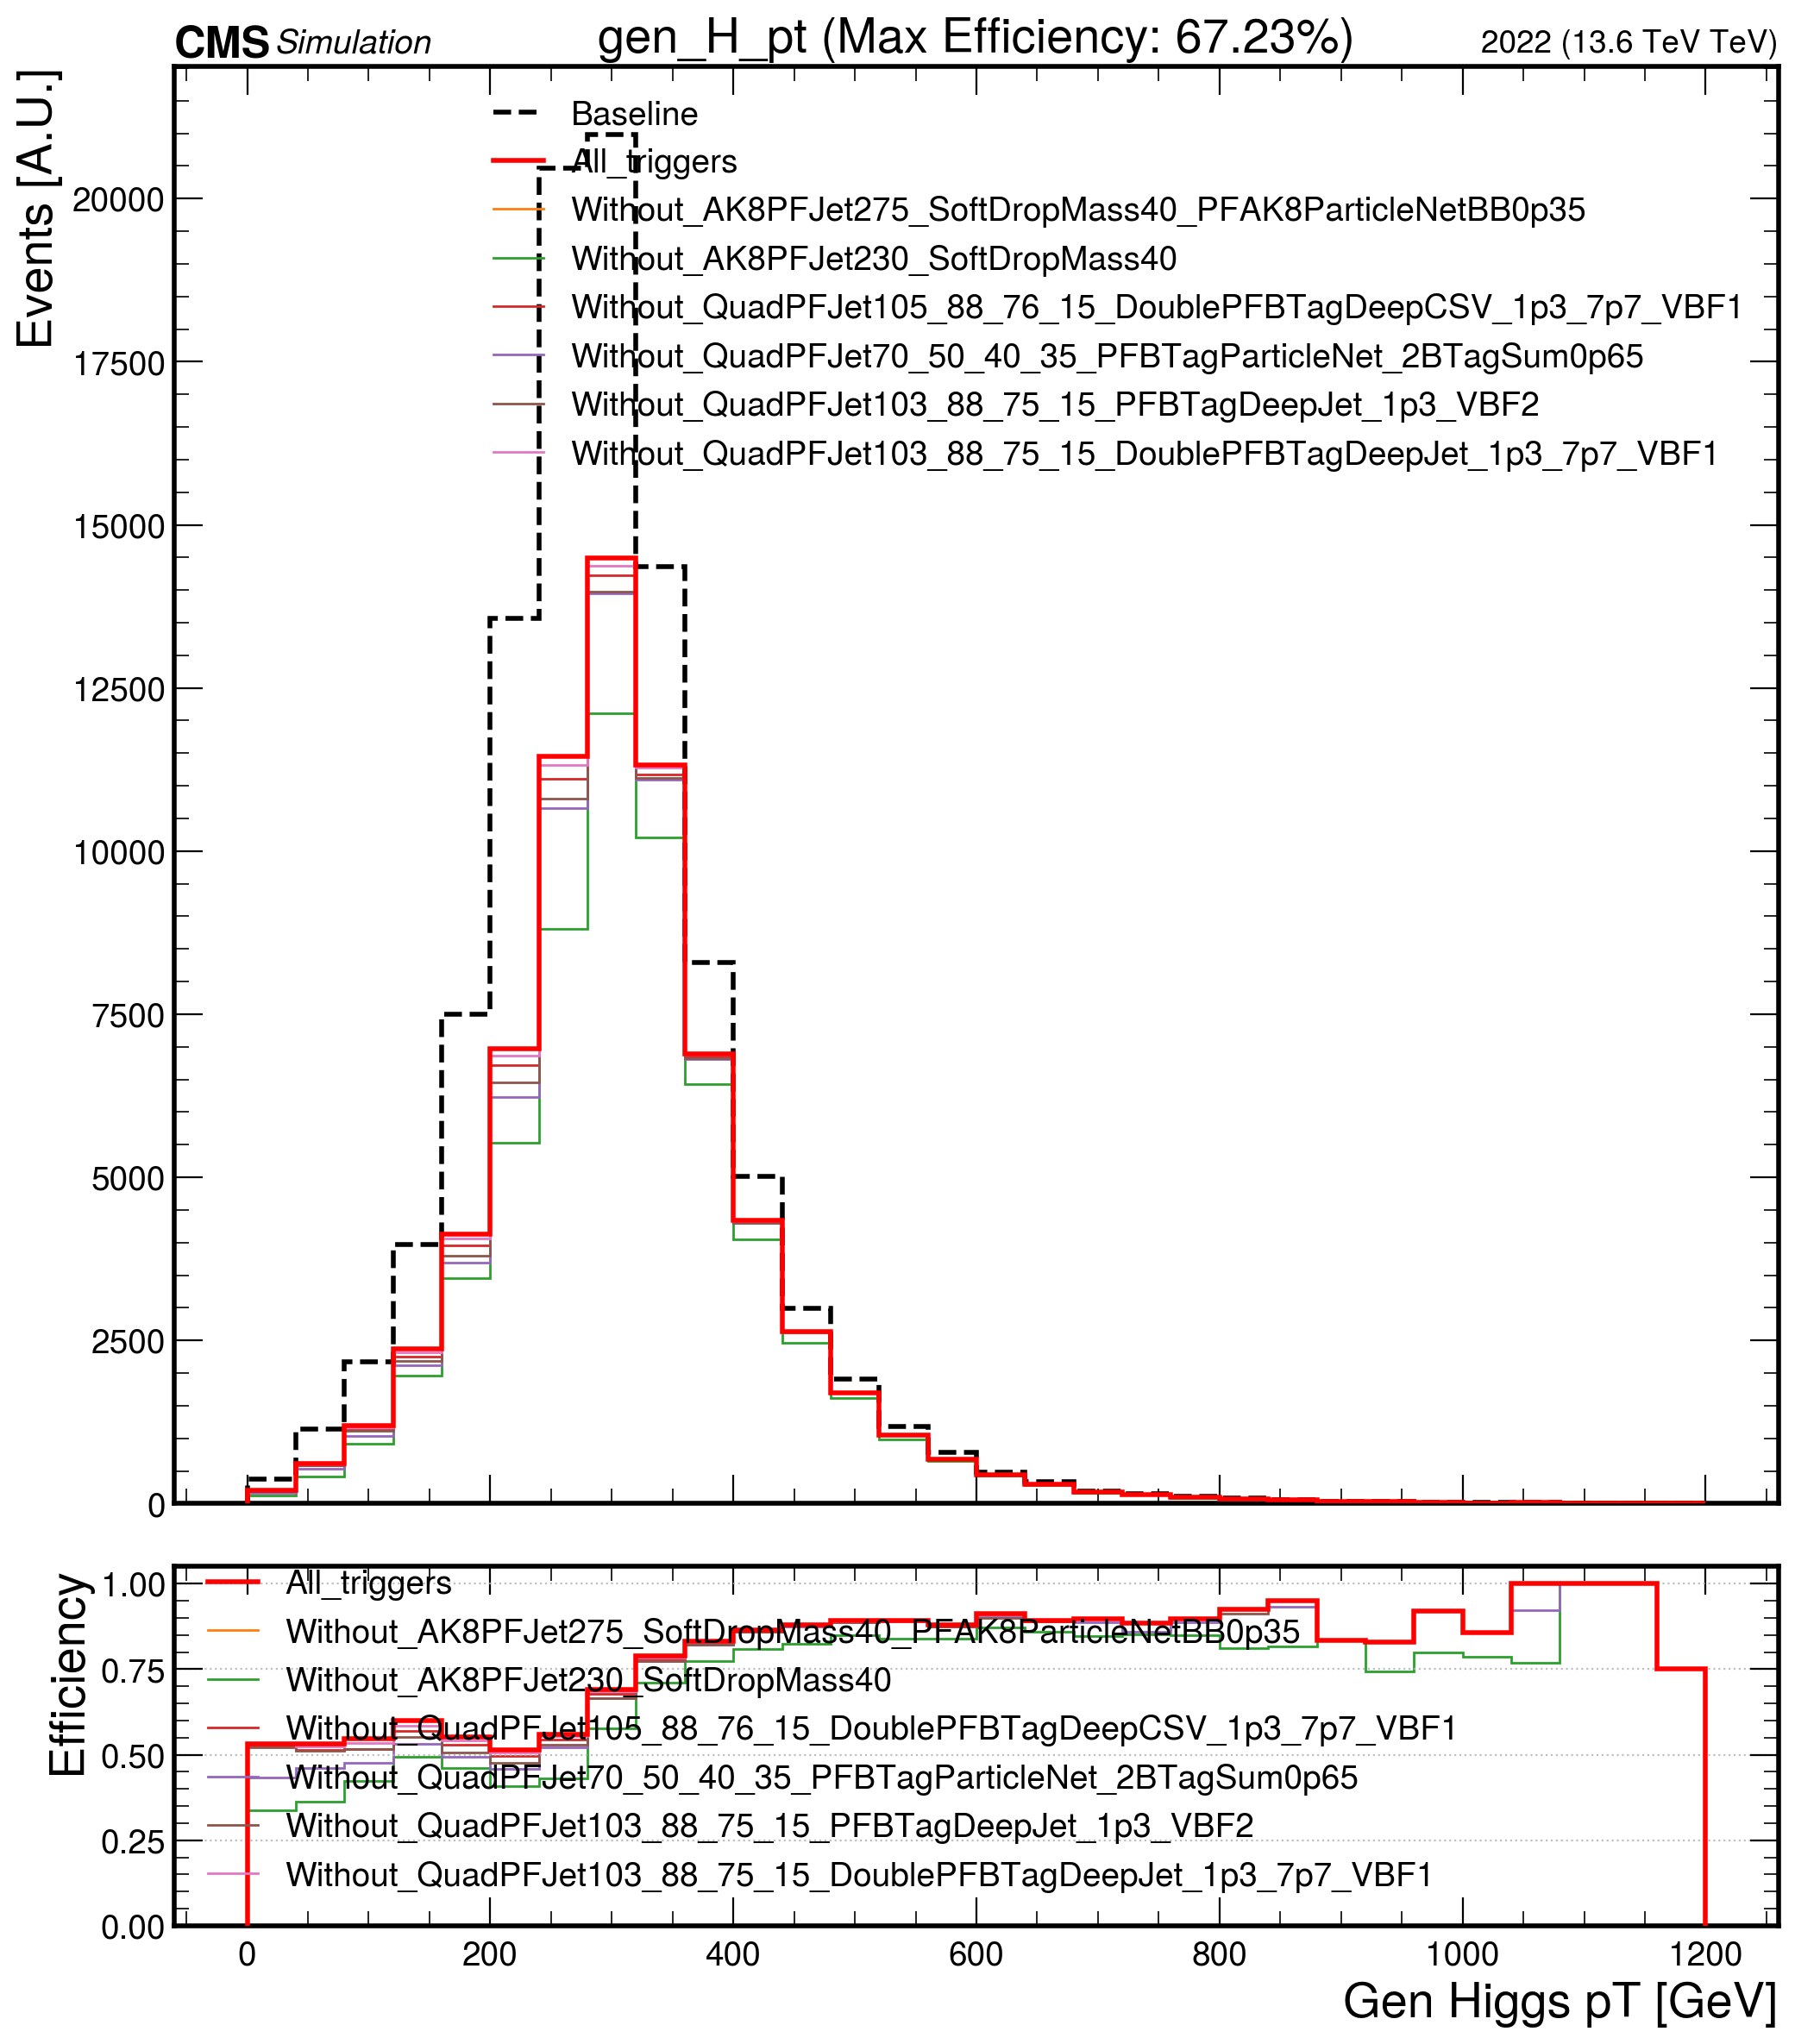 CMS Simulation gen_H_pt (Max Efficiency: 67.23%) 2022 (13.6 TeV TeV)
Events [A.U.]
Baseline
All_triggers
Without_AK8PFJet275_SoftDropMass40_PFAK8ParticleNetBB0p35
Without_AK8PFJet230_SoftDropMass40
Without_QuadPFJet105_88_76_15_DoublePFBTagDeepCSV_1p3_7p7_VBF1
Without_QuadPFJet70_50_40_35_PFBTagParticleNet_2BTagSum0p65
Without_QuadPFJet103_88_75_15_PFBTagDeepJet_1p3_VBF2
Without_QuadPFJet103_88_75_15_DoublePFBTagDeepJet_1p3_7p7_VBF1
20000
17500
15000
12500
10000
7500
5000
2500
0
Efficiency
1.00
0.75
0.50
0.25
0.00
All_triggers
Without_AK8PFJet275_SoftDropMass40_PFAK8ParticleNetBB0p35
Without_AK8PFJet230_SoftDropMass40
Without_QuadPFJet105_88_76_15_DoublePFBTagDeepCSV_1p3_7p7_VBF1
Without_QuadPFJet70_50_40_35_PFBTagParticleNet_2BTagSum0p65
Without_QuadPFJet103_88_75_15_PFBTagDeepJet_1p3_VBF2
Without_QuadPFJet103_88_75_15_DoublePFBTagDeepJet_1p3_7p7_VBF1
0 200 400 600 800 1000 1200
Gen Higgs pT [GeV]